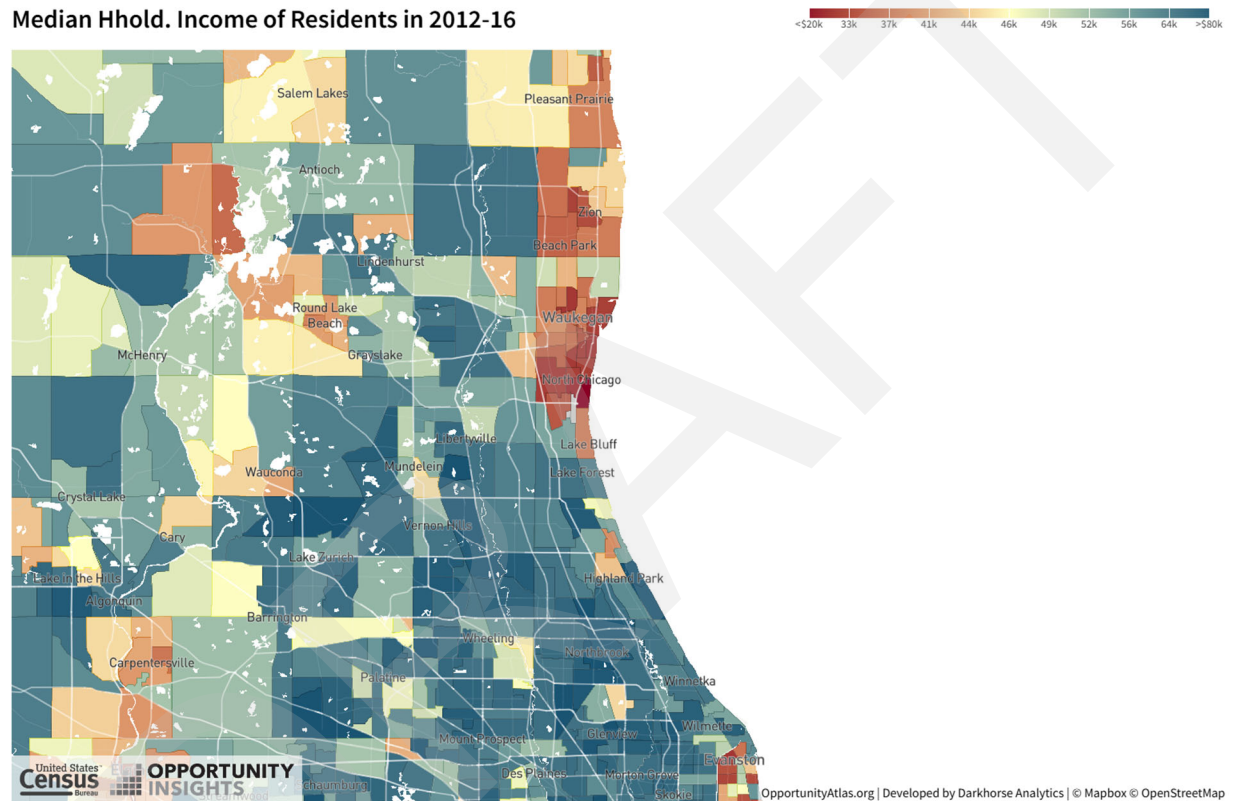 Median Hhold. Income of Residents in 2012-16
<$20k 33k 37k 41k 44k 46k 49k 52k 56k 64k >$80k
Salem Lakes
Pleasant Prairie
Antioch
Zion
Beach Park
Lindenhurst
Round Lake
Beach
Waukegan
McHenry
Grayslake
North Chicago
Libertyville
Lake Bluff
Mundelein
Wauconda
Lake Forest
Crystal Lake
Vernon Hills
Cary
Lake Zurich
Lake in the Hills
Highland Park
Algonquin
Barrington
Wheeling
Northbrook
Carpentersville
Palatine
Winnetka
Wilmette
Glenview
Mount Prospect
Evanston
Des Plaines
Morton Grove
Skokie
chaumburg
United States™
Census
Bureau
OPPORTUNITY
INSIGHTS
OpportunityAtlas.org | Developed by Darkhorse Analytics | © Mapbox © OpenStreetMap
DRAFT